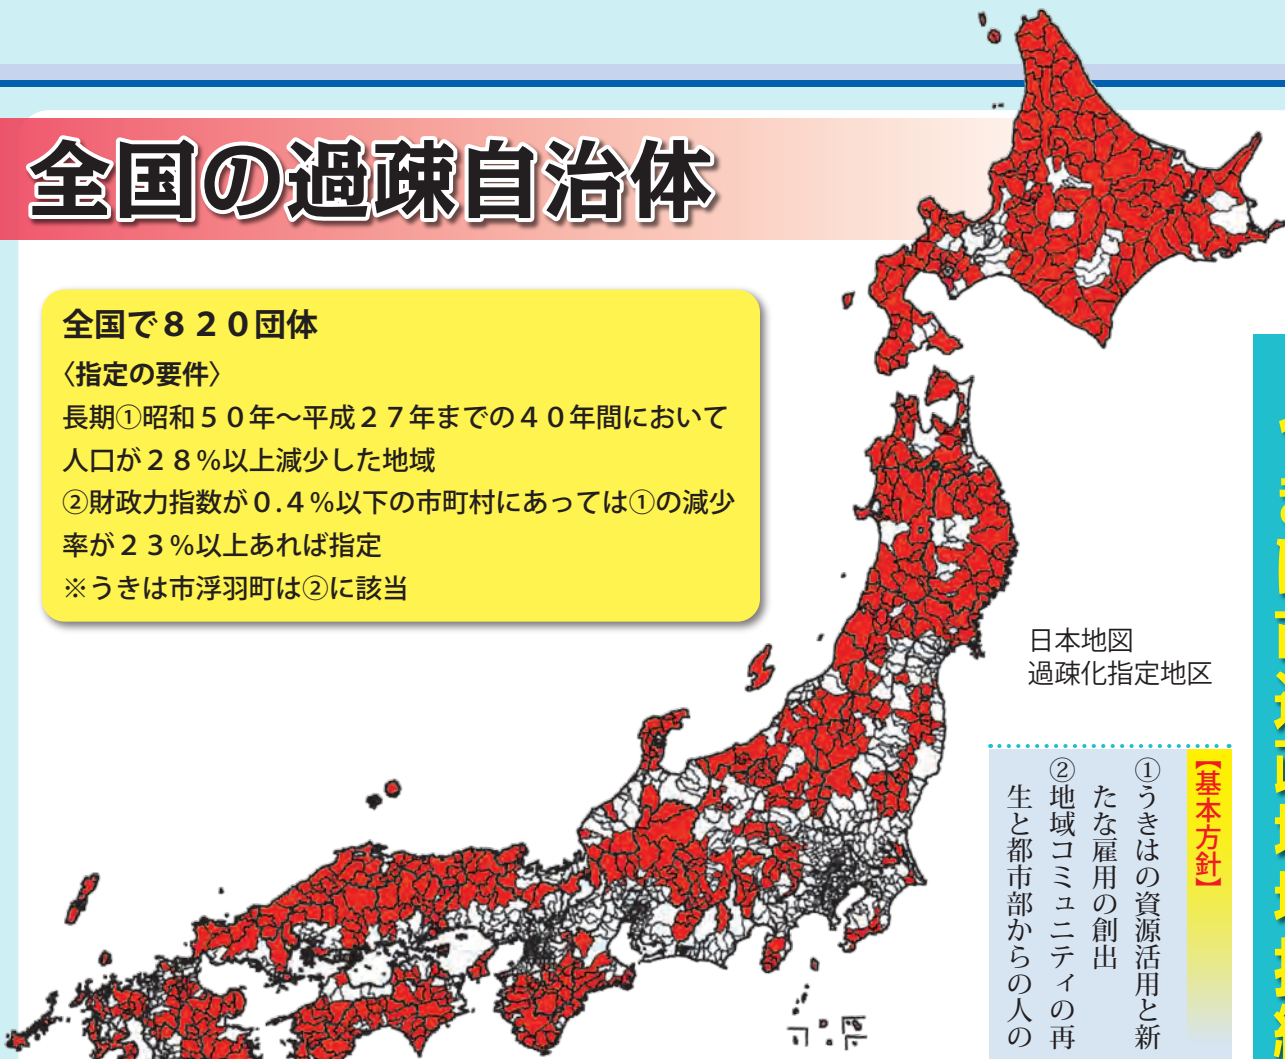 全国の過疎自治体
全国で８２０団体
〈指定の要件〉
長期①昭和５０年〜平成２７年までの４０年間において
人口が２８％以上減少した地域
②財政力指数が０.４％以下の市町村にあっては①の減少
率が２３％以上あれば指定
※うきは市浮羽町は②に該当
日本地図
過疎化指定地区
【基本方針】
①うきはの資源活用と新
たな雇用の創出
②地域コミュニティの再
生と都市部からの人の